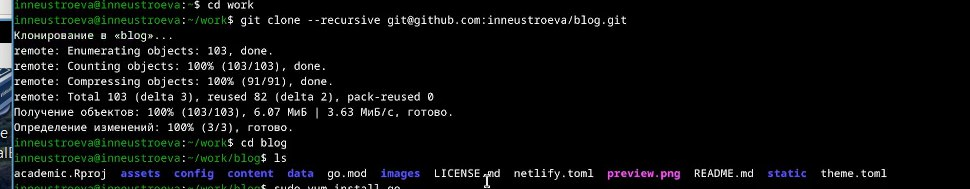 inneustroeva@inneustroeva:~$ cd work
inneustroeva@inneustroeva:~/work$ git clone --recursive git@github.com:inneustroeva/blog.git
Клонирование в «blog»...
remote: Enumerating objects: 103, done.
remote: Counting objects: 100% (103/103), done.
remote: Compressing objects: 100% (91/91), done.
remote: Total 103 (delta 3), reused 82 (delta 2), pack-reused 0
Получение объектов: 100% (103/103), 6.07 МиБ | 3.63 МиБ/с, готово.
Определение изменений: 100% (3/3), готово.
inneustroeva@inneustroeva:~/work$ cd blog
inneustroeva@inneustroeva:~/work/blog$ ls
academic.Rproj assets config content data go.mod images LICENSE.md netlify.toml preview.png README.md static theme.toml
inneustroeva@inneustroeva:~/work/blog$ sudo yum install go